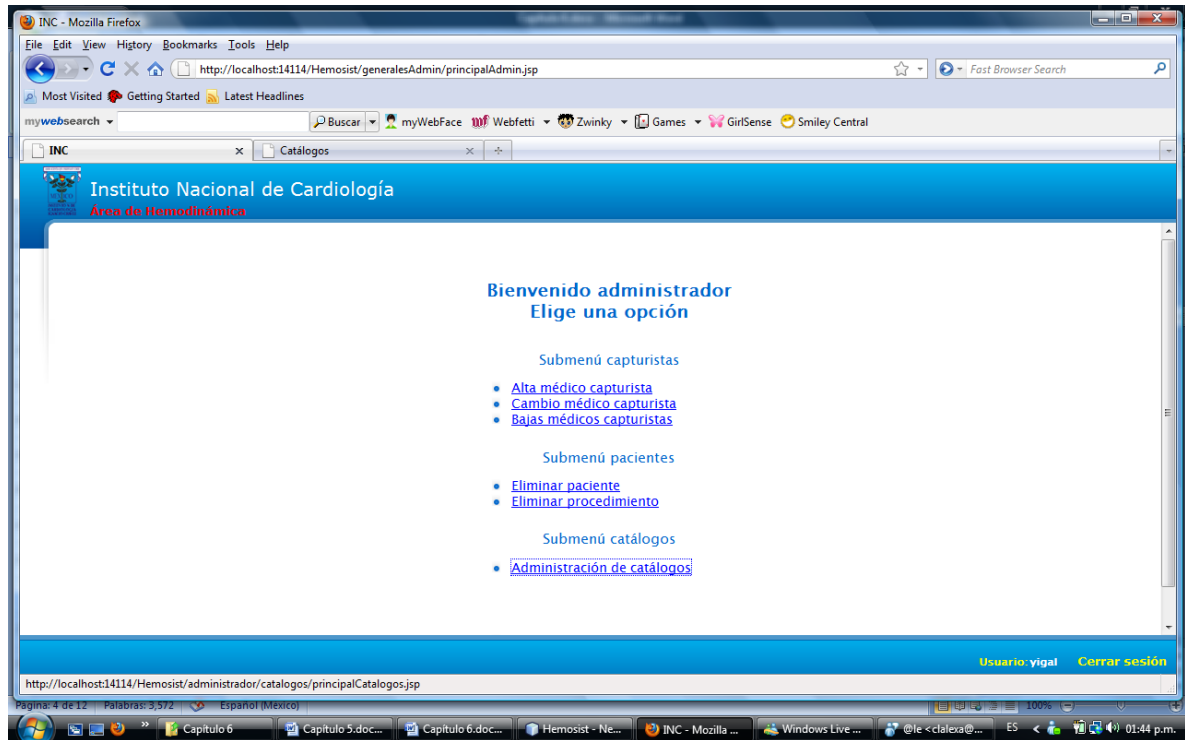 INC - Mozilla Firefox
File Edit View History Bookmarks Tools Help
http://localhost:14114/Hemosist/generalesAdmin/principalAdmin.jsp Fast Browser Search
Most Visited Getting Started Latest Headlines
mywebsearch Buscar myWebFace Webfetti Zwinky Games GirlSense Smiley Central
INC Catálogos
Instituto Nacional de Cardiología
Área de Hemodinámica
Bienvenido administrador
Elige una opción
Submenú capturistas
Alta médico capturista
Cambio médico capturista
Bajas médicos capturistas
Submenú pacientes
Eliminar paciente
Eliminar procedimiento
Submenú catálogos
Administración de catálogos
Usuario: yigal Cerrar sesión
http://localhost:14114/Hemosist/administrador/catalogos/principalCatalogos.jsp
Página: 4 de 12 Palabras: 3,572 Español (México) 100%
Capitulo 6 Capitulo 5.doc... Capitulo 6.doc... Hemosist - Ne... INC - Mozilla ... Windows Live ... @le <clalexa@... ES 01:44 p.m.